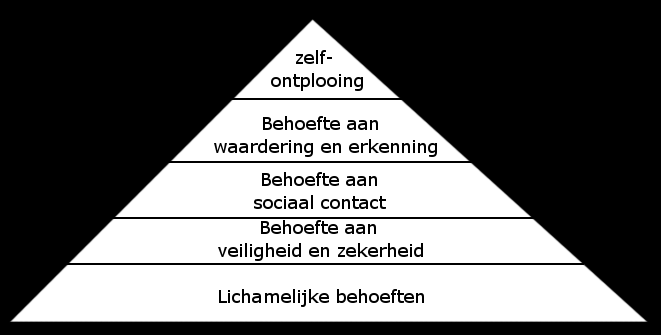 zelf-
ontplooing
Behoefte aan
waardering en erkenning
Behoefte aan
sociaal contact
Behoefte aan
veiligheid en zekerheid
Lichamelijke behoeften